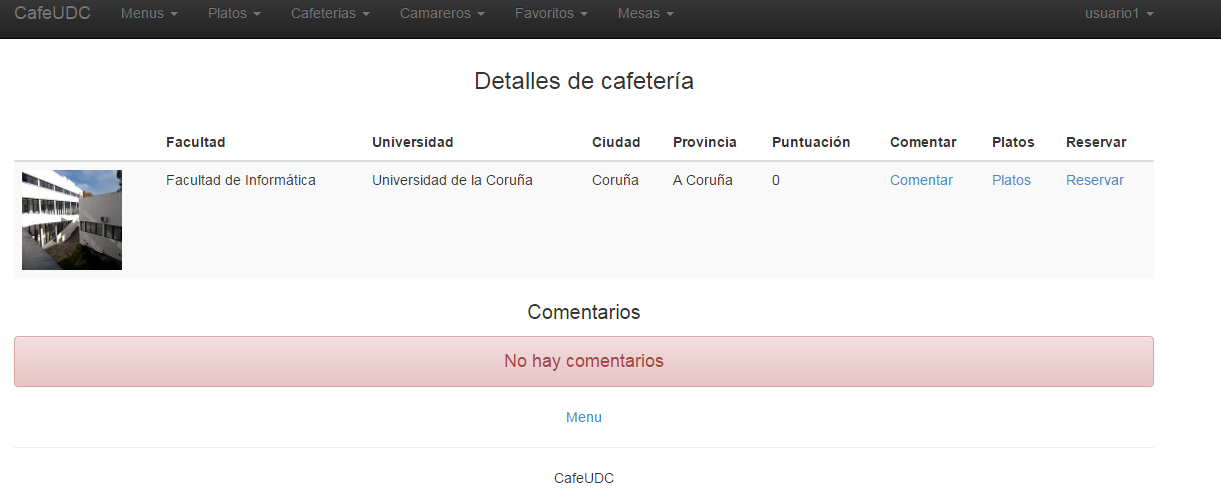 CafeUDC Menus Platos Cafeterias Camareros Favoritos Mesas usuario1
Detalles de cafetería
Facultad Universidad Ciudad Provincia Puntuación Comentar Platos Reservar
Facultad de Informática Universidad de la Coruña Coruña A Coruña 0 Comentar Platos Reservar
Comentarios
No hay comentarios
Menu
CafeUDC